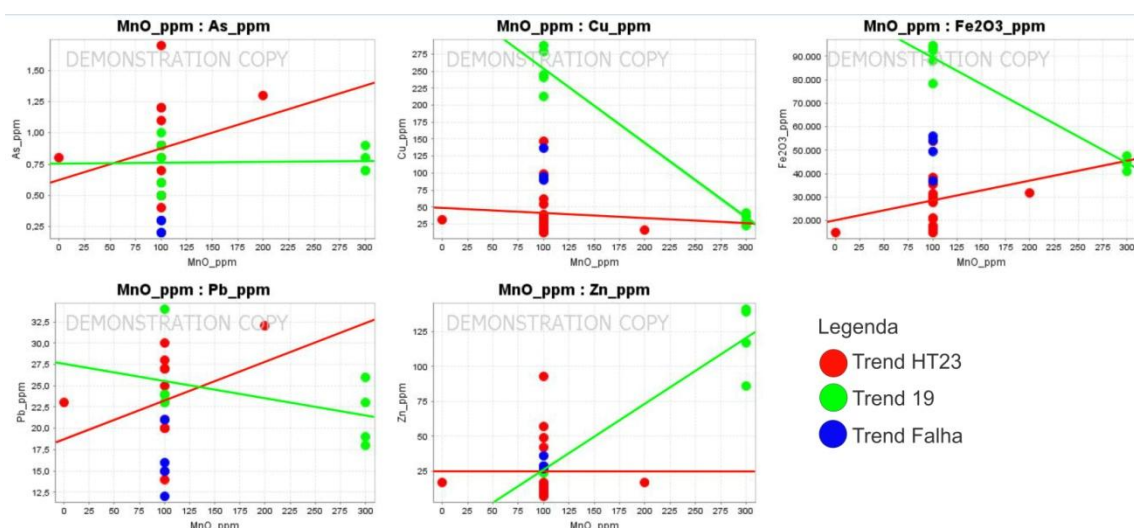 MnO_ppm : As_ppm
DEMONSTRATION COPY
As_ppm
1,50
1,25
1,00
0,75
0,50
0,25
0 25 50 75 100 125 150 175 200 225 250 275 300
MnO_ppm
MnO_ppm : Cu_ppm
DEMONSTRATION COPY
Cu_ppm
275
250
225
200
175
150
125
100
75
50
25
0 25 50 75 100 125 150 175 200 225 250 275 300
MnO_ppm
MnO_ppm : Fe2O3_ppm
DEMONSTRATION COPY
Fe2O3_ppm
90.000
80.000
70.000
60.000
50.000
40.000
30.000
20.000
0 25 50 75 100 125 150 175 200 225 250 275 300
MnO_ppm
MnO_ppm : Pb_ppm
DEMONSTRATION COPY
Pb_ppm
32,5
30,0
27,5
25,0
22,5
20,0
17,5
15,0
12,5
0 25 50 75 100 125 150 175 200 225 250 275 300
MnO_ppm
MnO_ppm : Zn_ppm
DEMONSTRATION COPY
Zn_ppm
125
100
75
50
25
0 25 50 75 100 125 150 175 200 225 250 275 300
MnO_ppm
Legenda
Trend HT23
Trend 19
Trend Falha